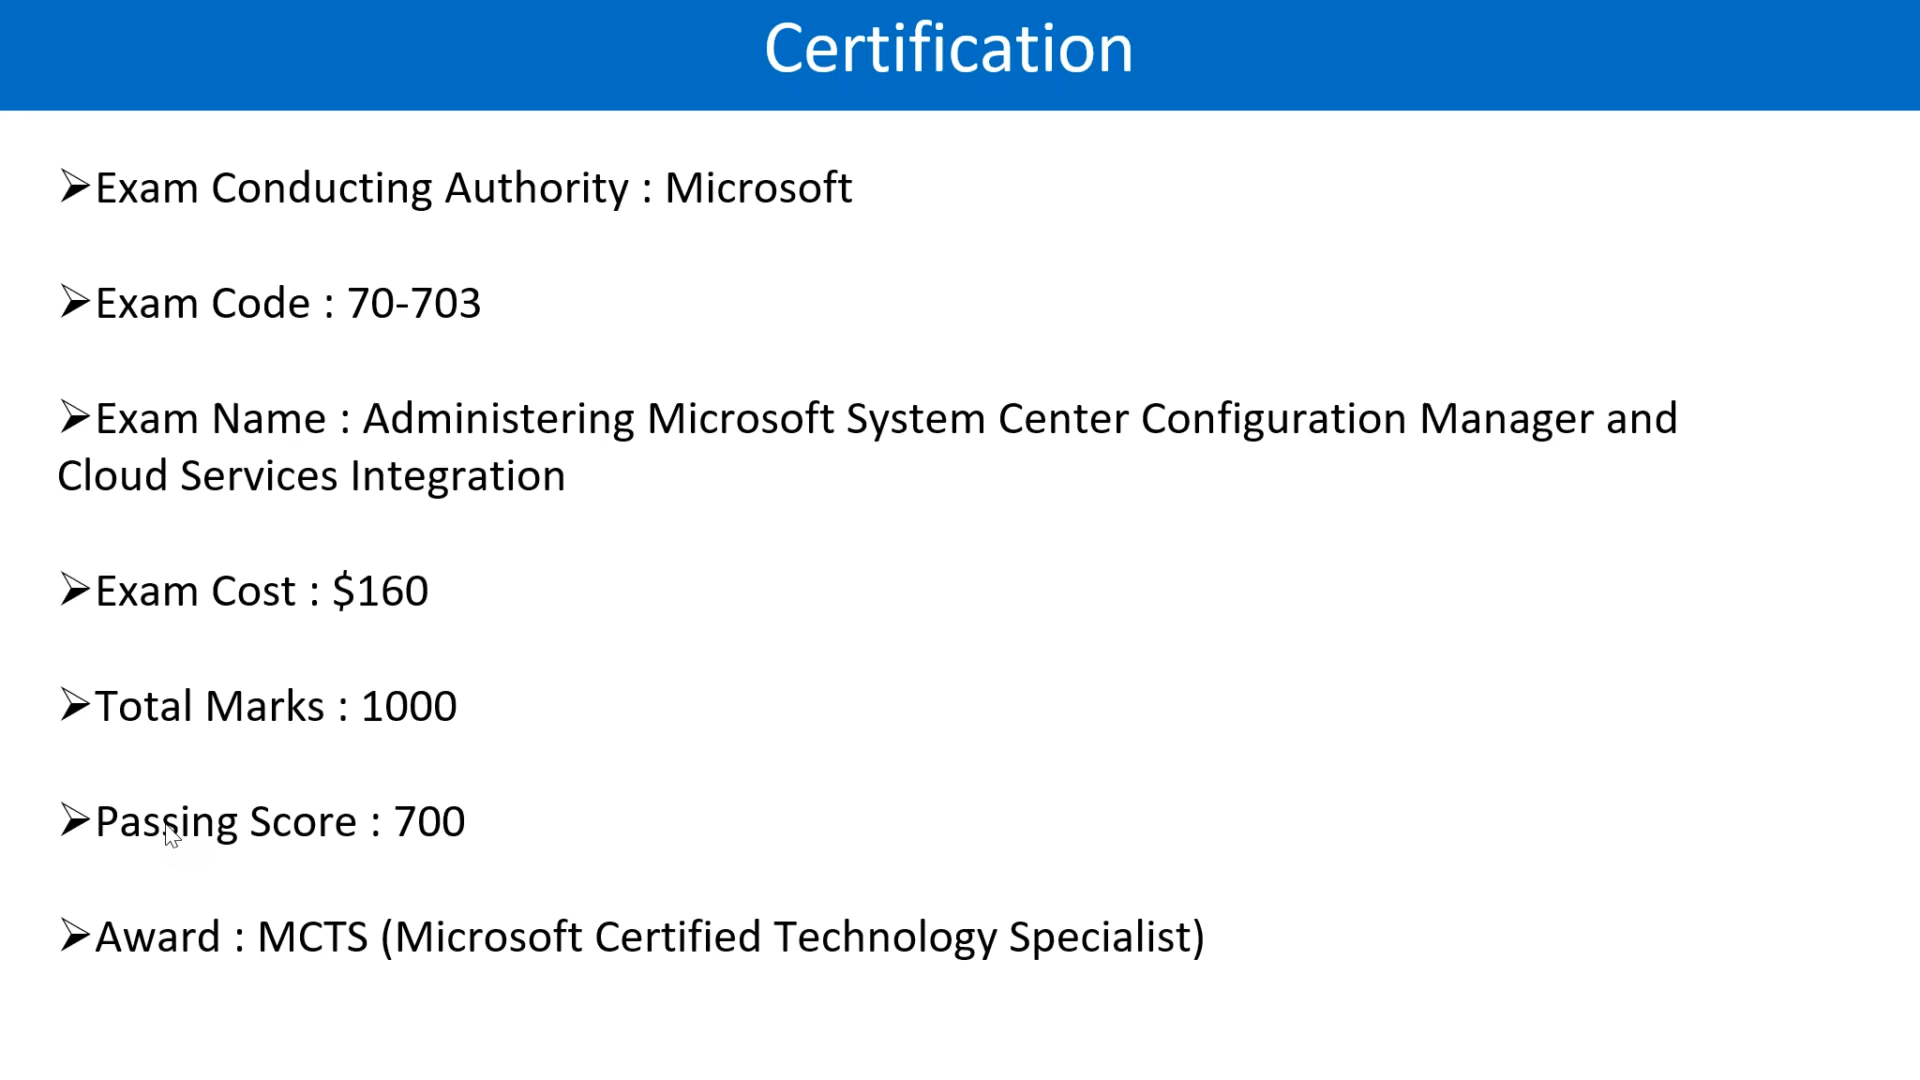 Certification
➢Exam Conducting Authority : Microsoft
➢Exam Code : 70-703
➢Exam Name : Administering Microsoft System Center Configuration Manager and
Cloud Services Integration
➢Exam Cost : $160
➢Total Marks : 1000
➢Passing Score : 700
➢Award : MCTS (Microsoft Certified Technology Specialist)